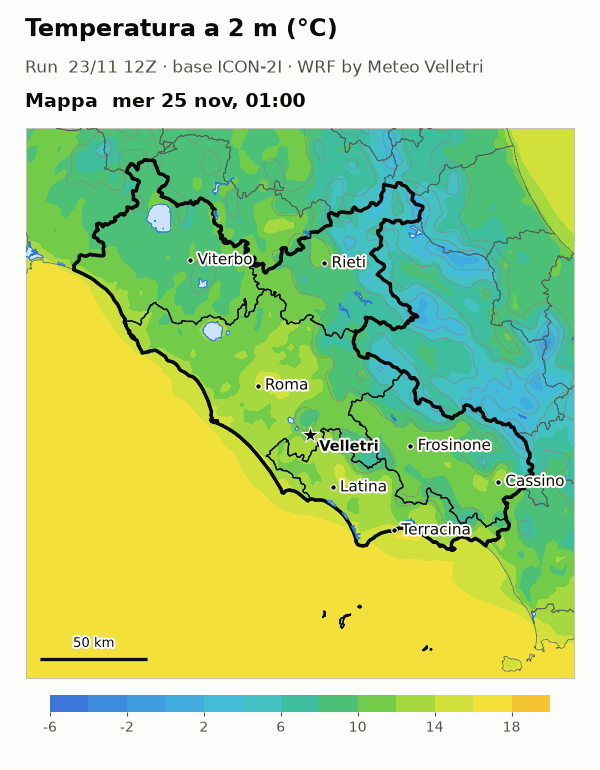 Temperatura a 2 m (°C)
Run  23/11 12Z · base ICON-2I · WRF by Meteo Velletri
Mappa  mer 25 nov, 01:00
Viterbo
Rieti
Roma
Velletri
Frosinone
Latina
Cassino
Terracina
50 km
-6 -2 2 6 10 14 18